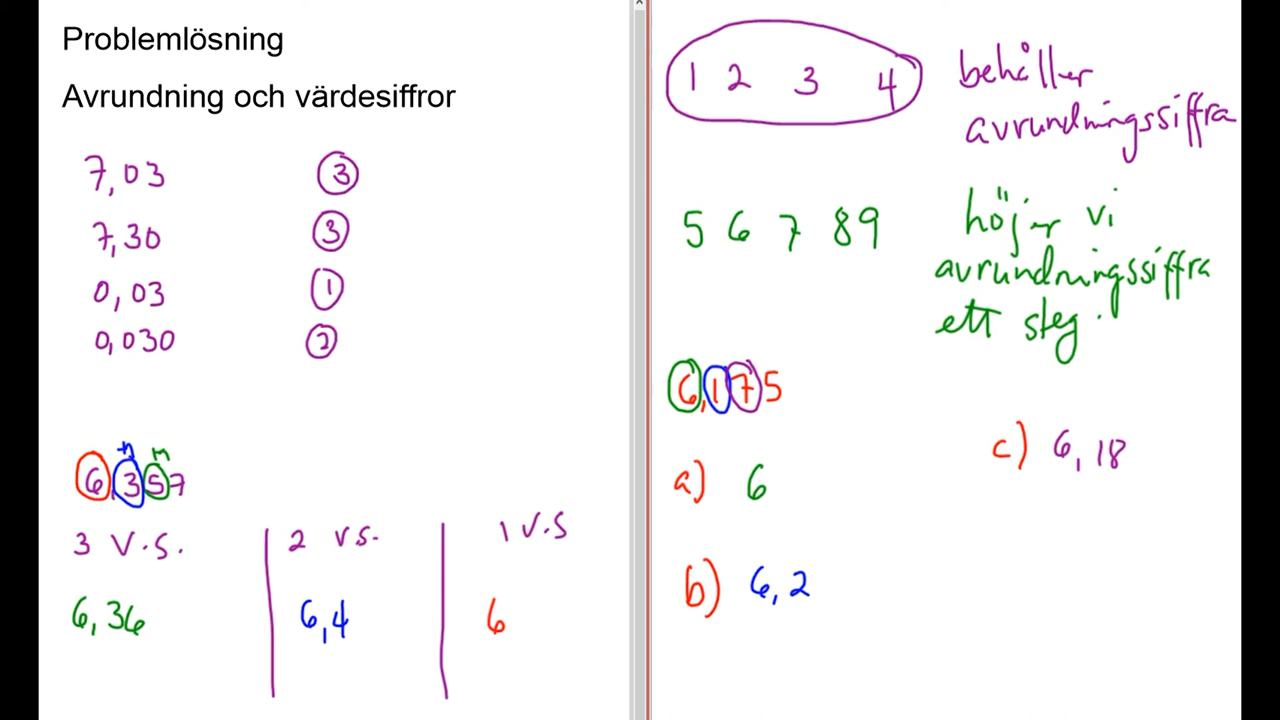 Problemlösning
Avrundning och värdesiffror
7,03 3
7,30 3
0,03 1
0,030 2
6,357
3 V.S.
2 V.S.
1 V.S
6,36
6,4
6
1 2 3 4
behåller
avrundningssiffra
5 6 7 8 9
höjer vi
avrundningssiffra
ett steg.
6,175
a) 6
b) 6,2
c) 6,18